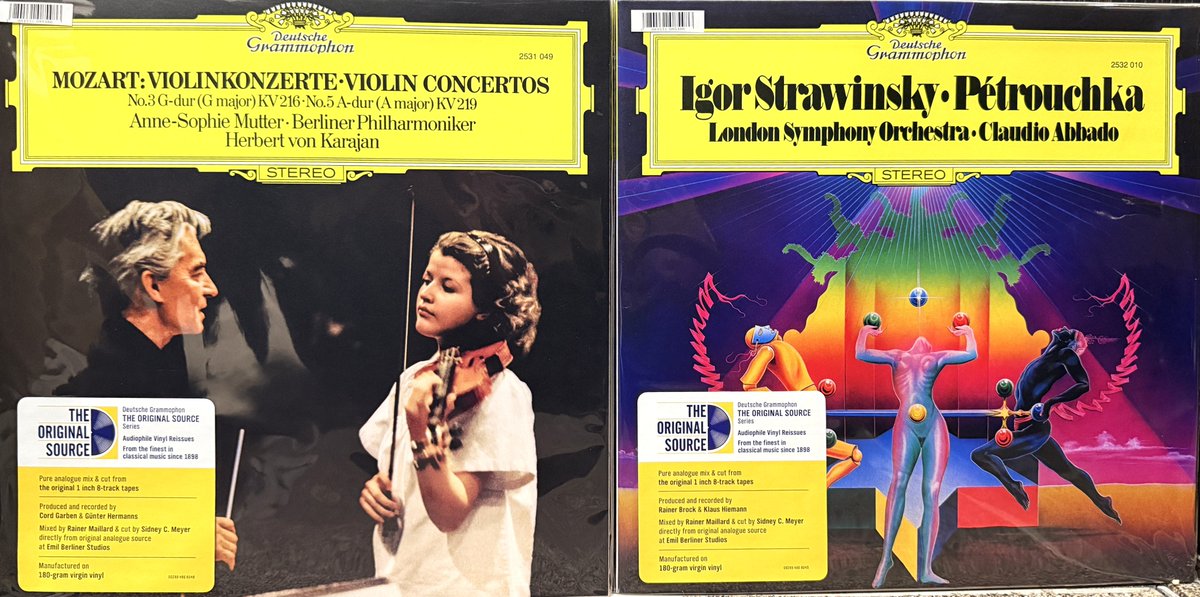 Deutsche
Grammophon
2531 049
MOZART: VIOLINKONZERTE · VIOLIN CONCERTOS
No.3 G-dur (G major) KV 216 · No.5 A-dur (A major) KV 219
Anne-Sophie Mutter · Berliner Philharmoniker
Herbert von Karajan
STEREO
THE
ORIGINAL
SOURCE
Deutsche Grammophon
THE ORIGINAL SOURCE
Series
Audiophile Vinyl Reissues
From the finest in
classical music since 1898
Pure analogue mix & cut from
the original 1 inch 8-track tapes
Produced and recorded by
Cord Garben & Günter Hermanns
Mixed by Rainer Maillard & cut by Sidney C. Meyer
directly from original analogue source
at Emil Berliner Studios
Manufactured on
180-gram virgin vinyl
Deutsche
Grammophon
2532 010
Igor Strawinsky · Pétrouchka
London Symphony Orchestra · Claudio Abbado
STEREO
THE
ORIGINAL
SOURCE
Deutsche Grammophon
THE ORIGINAL SOURCE
Series
Audiophile Vinyl Reissues
From the finest in
classical music since 1898
Pure analogue mix & cut from
the original 1 inch 8-track tapes
Produced and recorded by
Rainer Brock & Klaus Hiemann
Mixed by Rainer Maillard & cut by Sidney C. Meyer
directly from original analogue source
at Emil Berliner Studios
Manufactured on
180-gram virgin vinyl